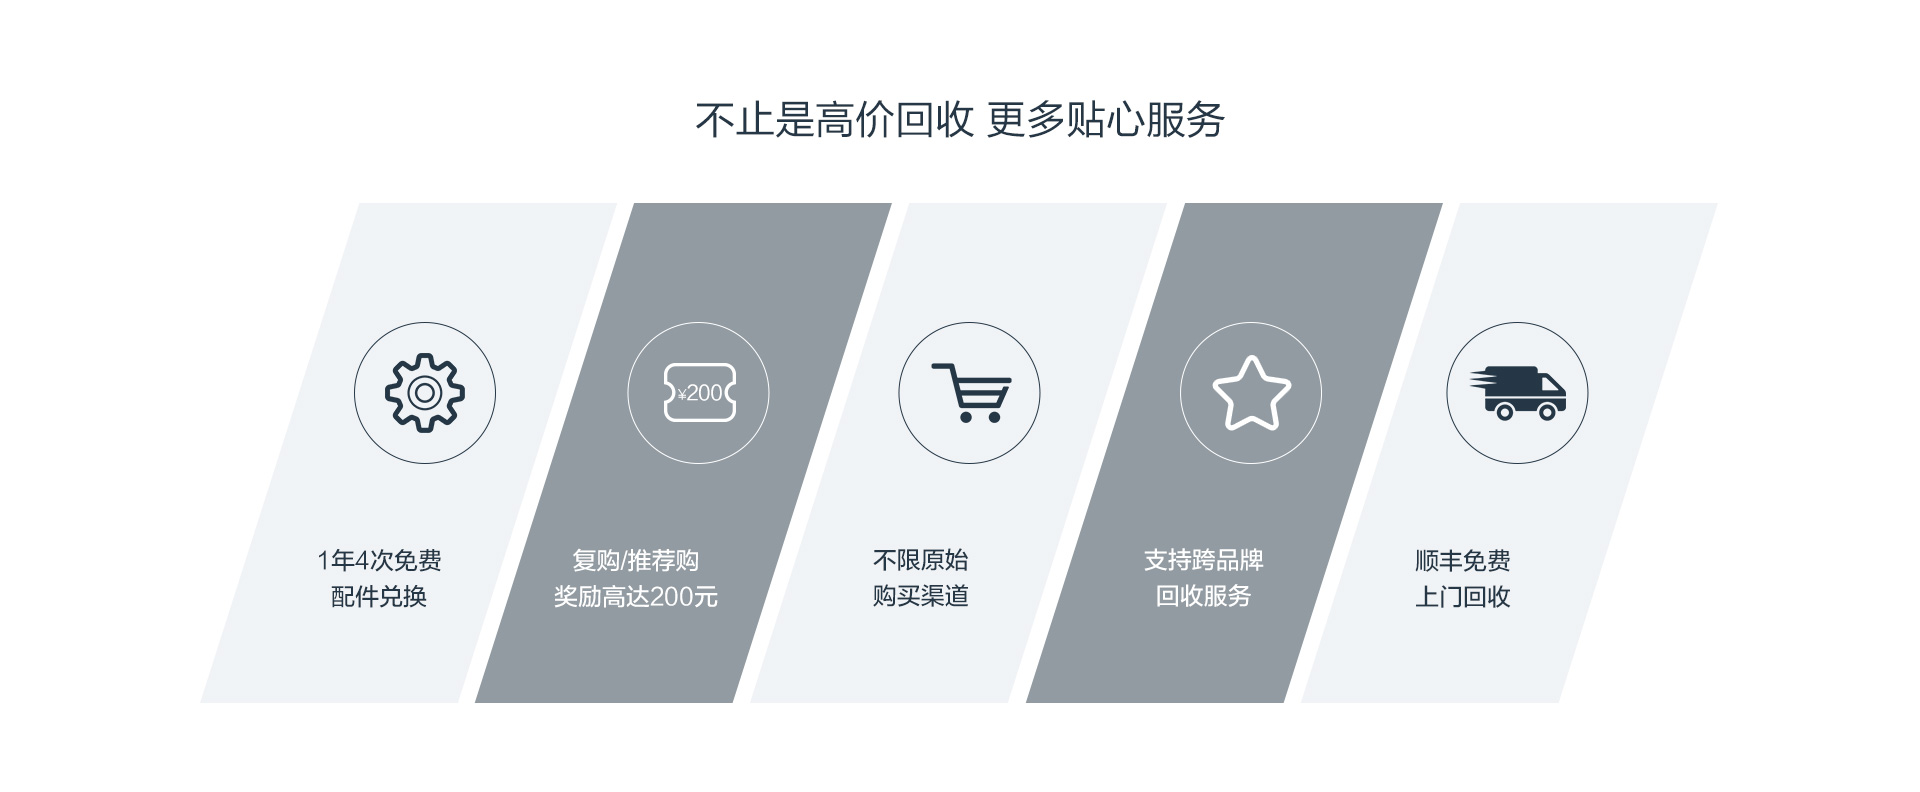 不止是高价回收 更多贴心服务
¥200
1年4次免费
配件兑换
复购/推荐购
奖励高达200元
不限原始
购买渠道
支持跨品牌
回收服务
顺丰免费
上门回收